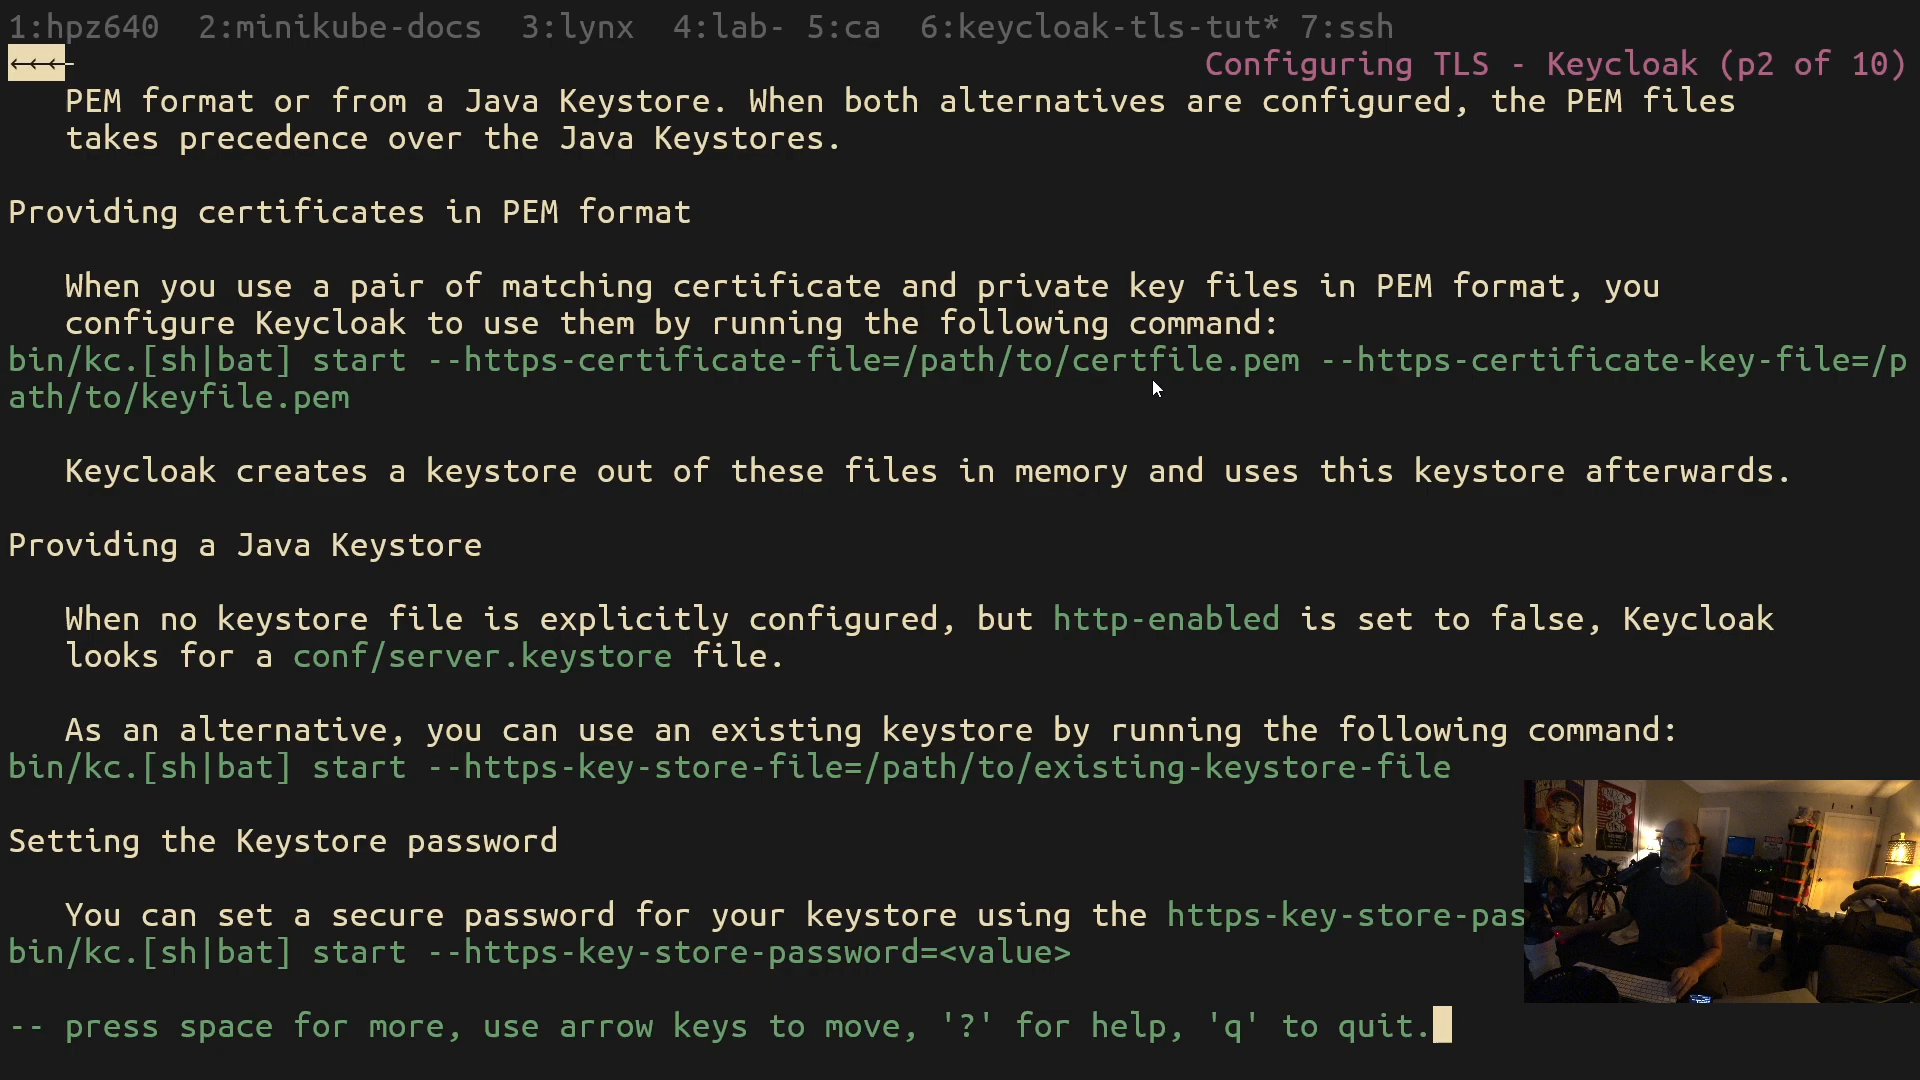 1:hpz640  2:minikube-docs  3:lynx  4:lab- 5:ca  6:keycloak-tls-tut* 7:ssh
←←←
Configuring TLS - Keycloak (p2 of 10)
PEM format or from a Java Keystore. When both alternatives are configured, the PEM files
takes precedence over the Java Keystores.
Providing certificates in PEM format
When you use a pair of matching certificate and private key files in PEM format, you
configure Keycloak to use them by running the following command:
bin/kc.[sh|bat] start --https-certificate-file=/path/to/certfile.pem --https-certificate-key-file=/p
ath/to/keyfile.pem
Keycloak creates a keystore out of these files in memory and uses this keystore afterwards.
Providing a Java Keystore
When no keystore file is explicitly configured, but http-enabled is set to false, Keycloak
looks for a conf/server.keystore file.
As an alternative, you can use an existing keystore by running the following command:
bin/kc.[sh|bat] start --https-key-store-file=/path/to/existing-keystore-file
Setting the Keystore password
You can set a secure password for your keystore using the https-key-store-pas
bin/kc.[sh|bat] start --https-key-store-password=<value>
-- press space for more, use arrow keys to move, '?' for help, 'q' to quit.